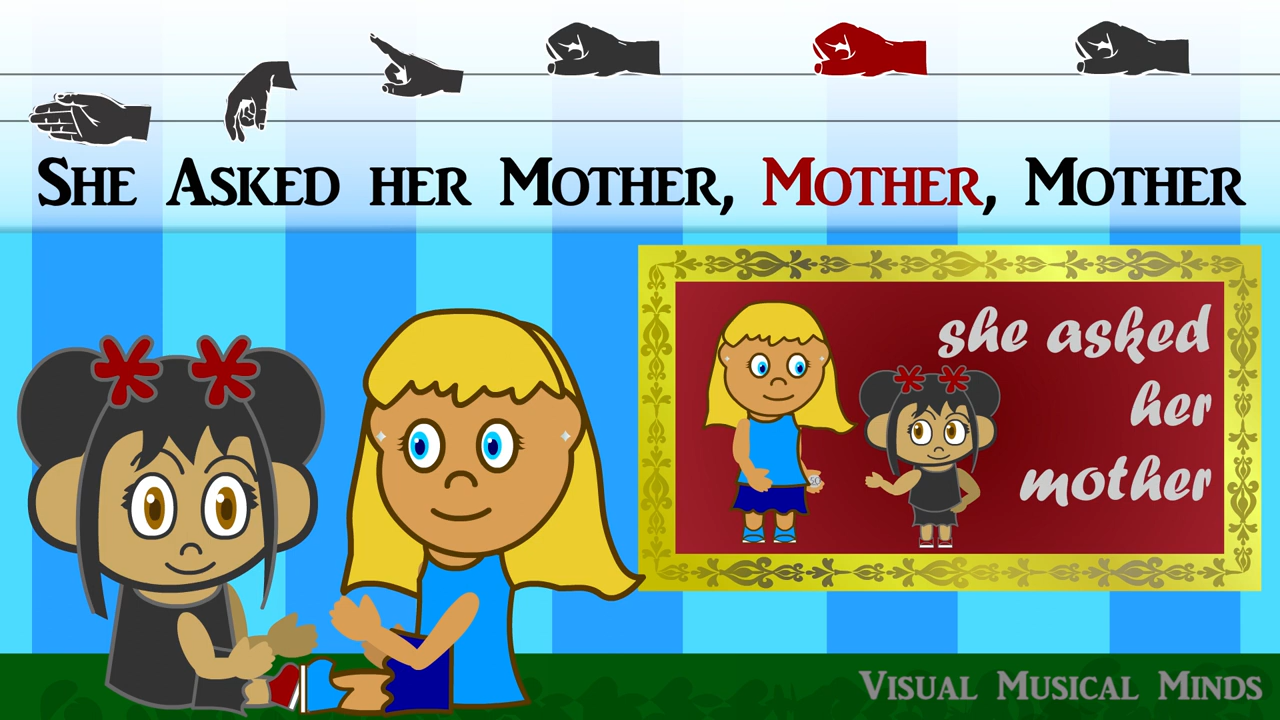 She Asked her Mother, Mother, Mother
she asked
her
mother
Visual Musical Minds